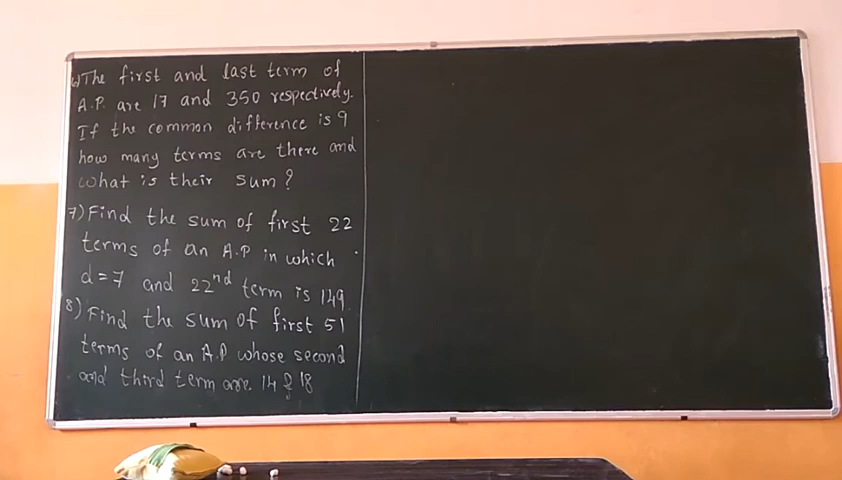 6) The first and last term of
A.P. are 17 and 350 respectively.
If the common difference is 9
how many terms are there and
what is their sum?
7) Find the sum of first 22
terms of an A.P in which
d=7 and 22nd term is 149
8) Find the sum of first 51
terms of an A.P whose second
and third term are 14 & 18